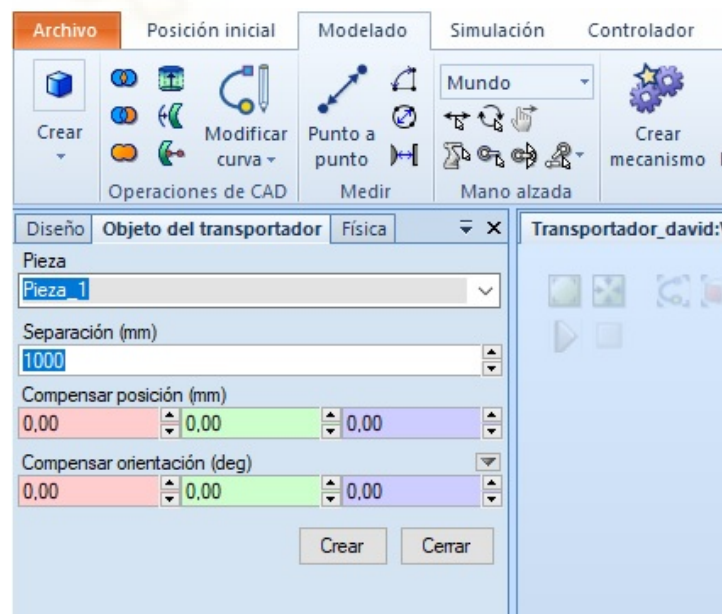 Archivo Posición inicial Modelado Simulación Controlador
Crear
Modificar curva
Operaciones de CAD
Punto a punto
Medir
Mundo
Mano alzada
Crear mecanismo
Diseño Objeto del transportador Física
Transportador_david:V
Pieza
Pieza_1
Separación (mm)
1000
Compensar posición (mm)
0,00 0,00 0,00
Compensar orientación (deg)
0,00 0,00 0,00
Crear Cerrar